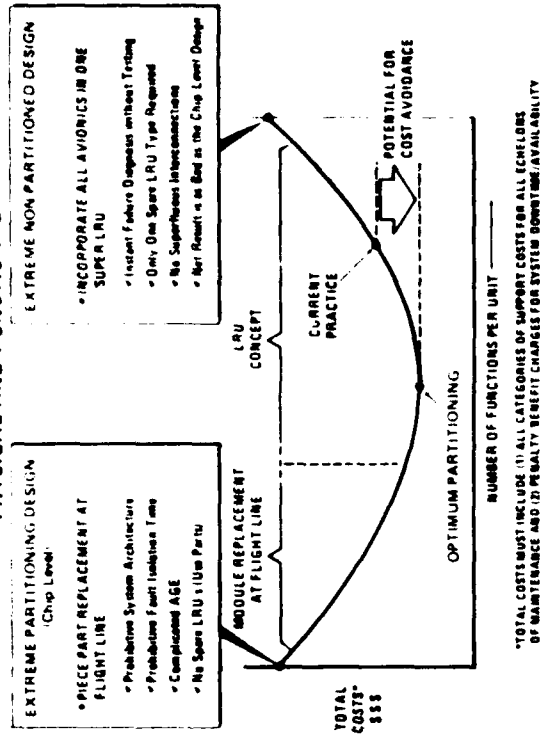 EXTREME PARTITIONING DESIGN
(Chip Level)
• PIECE PART REPLACEMENT AT
FLIGHT LINE
• Prohibitive System Architecture
• Prohibitive Fault Isolation Time
• Complicated AGE
• No Spare LRU's (Use Parts)
EXTREME NON PARTITIONED DESIGN
• INCORPORATE ALL AVIONICS IN ONE
SUPER LRU
• Instant Failure Diagnosis without Testing
• Only One Spare LRU Type Required
• No Superfluous Interconnections
• Net Result is as Bad as the Chip Level Design
MODULE REPLACEMENT
AT FLIGHT LINE
LRU
CONCEPT
CURRENT
PRACTICE
POTENTIAL FOR
COST AVOIDANCE
TOTAL
COSTS*
$$$
OPTIMUM PARTITIONING
NUMBER OF FUNCTIONS PER UNIT
*TOTAL COSTS MUST INCLUDE (1) ALL CATEGORIES OF SUPPORT COSTS FOR ALL ECHELONS
OF MAINTENANCE AND (2) PENALTY BENEFIT CHARGES FOR SYSTEM DOWNTIME/AVAILABILITY